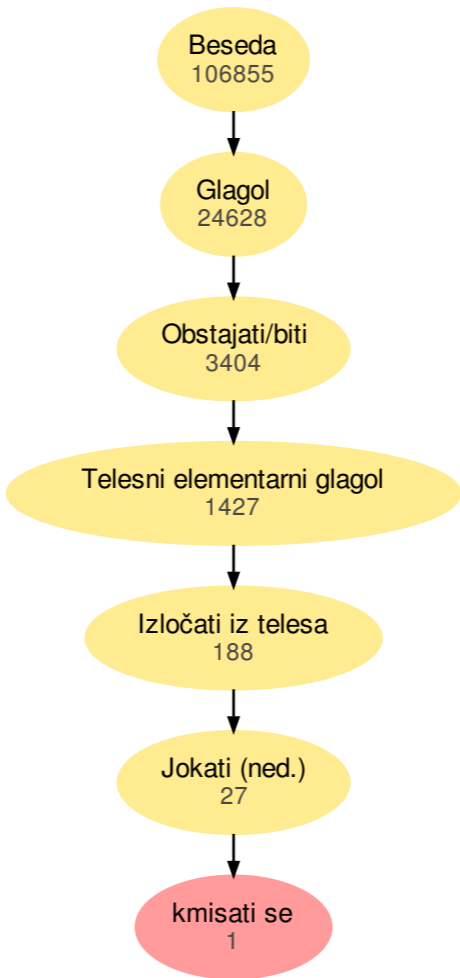 Beseda
106855
Glagol
24628
Obstajati/biti
3404
Telesni elementarni glagol
1427
Izločati iz telesa
188
Jokati (ned.)
27
kmisati se
1